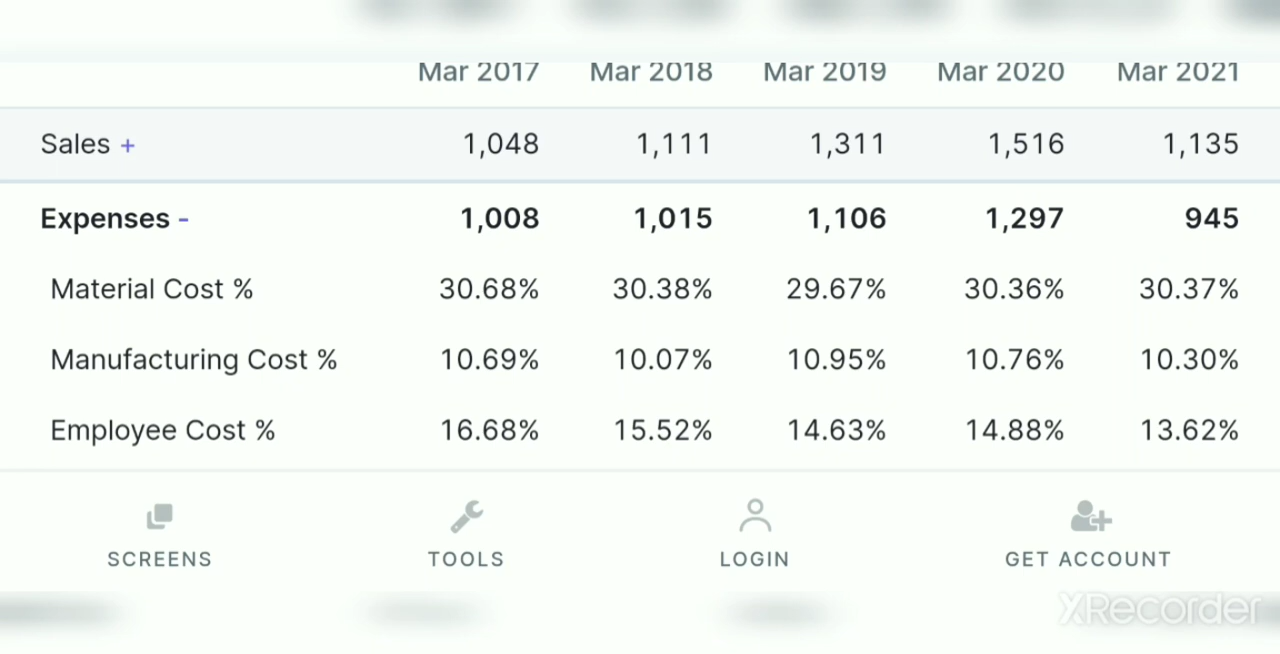 Mar 2017 Mar 2018 Mar 2019 Mar 2020 Mar 2021
Sales + 1,048 1,111 1,311 1,516 1,135
Expenses - 1,008 1,015 1,106 1,297 945
Material Cost % 30.68% 30.38% 29.67% 30.36% 30.37%
Manufacturing Cost % 10.69% 10.07% 10.95% 10.76% 10.30%
Employee Cost % 16.68% 15.52% 14.63% 14.88% 13.62%
SCREENS TOOLS LOGIN GET ACCOUNT
XRecorder